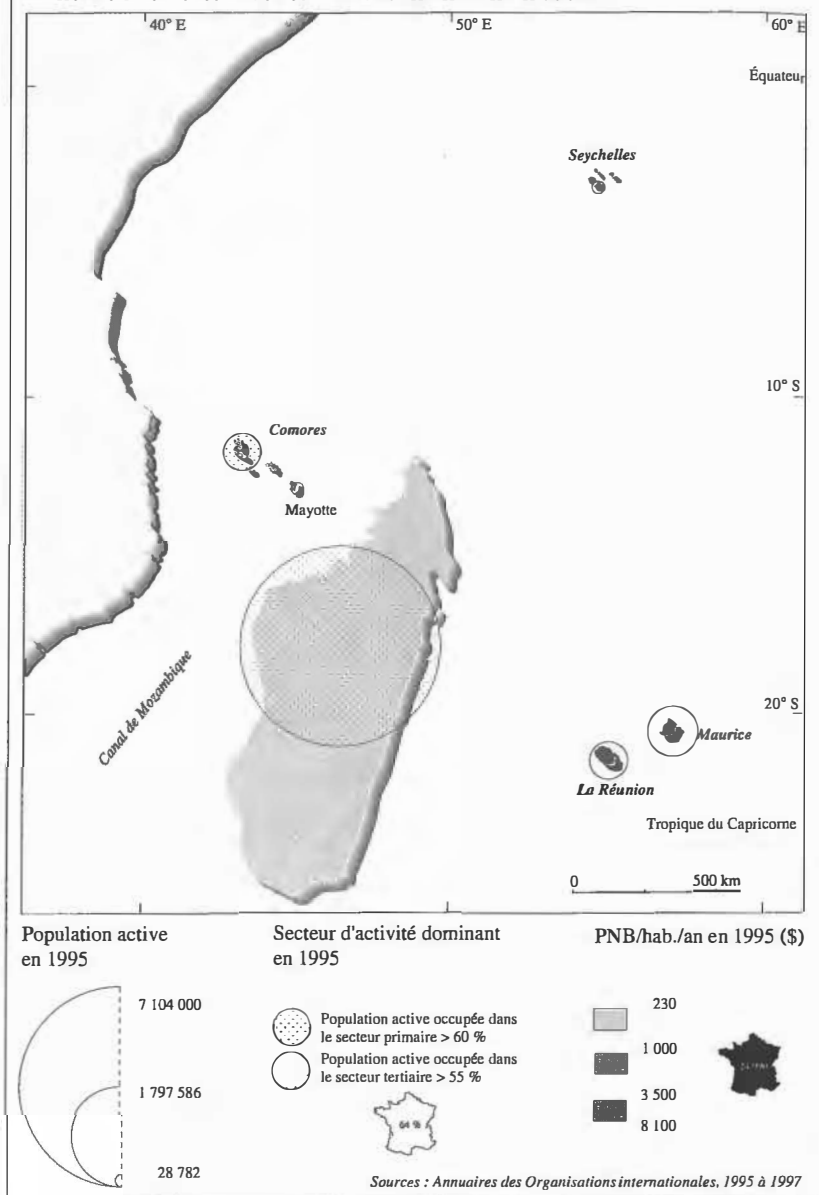 40° E
50° E
60° E
Équateur
Seychelles
10° S
Comores
Mayotte
Canal de Mozambique
20° S
Maurice
La Réunion
Tropique du Capricorne
0 500 km
Population active
en 1995
7 104 000
1 797 586
28 782
Secteur d'activité dominant
en 1995
Population active occupée dans
le secteur primaire > 60 %
Population active occupée dans
le secteur tertiaire > 55 %
64 %
PNB/hab./an en 1995 ($)
230
1 000
3 500
8 100
Sources : Annuaires des Organisations internationales, 1995 à 1997